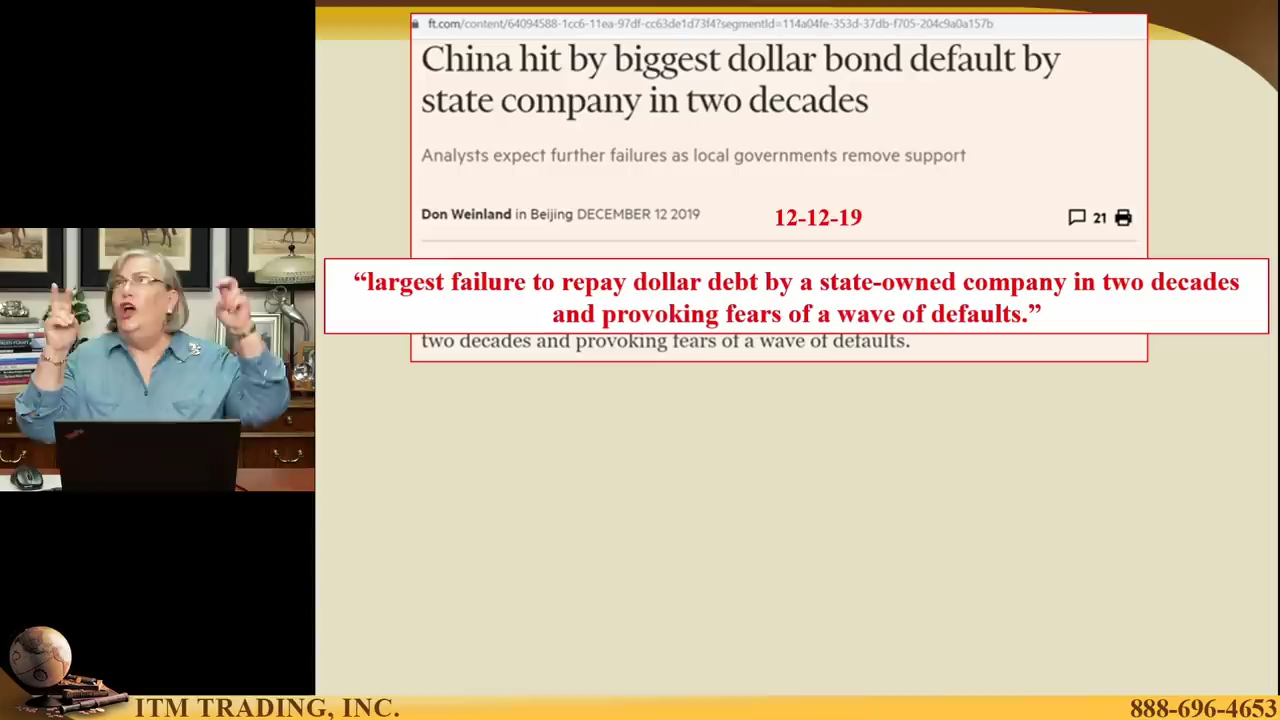 ft.com/content/64094588-1cc6-11ea-97df-cc63de1d73f4?segmentId=114a04fe-353d-37db-f705-204c9a0a157b
China hit by biggest dollar bond default by
state company in two decades
Analysts expect further failures as local governments remove support
Don Weinland in Beijing DECEMBER 12 2019
12-12-19
21
“largest failure to repay dollar debt by a state-owned company in two decades
and provoking fears of a wave of defaults.”
two decades and provoking fears of a wave of defaults.
ITM TRADING, INC.
888-696-4653